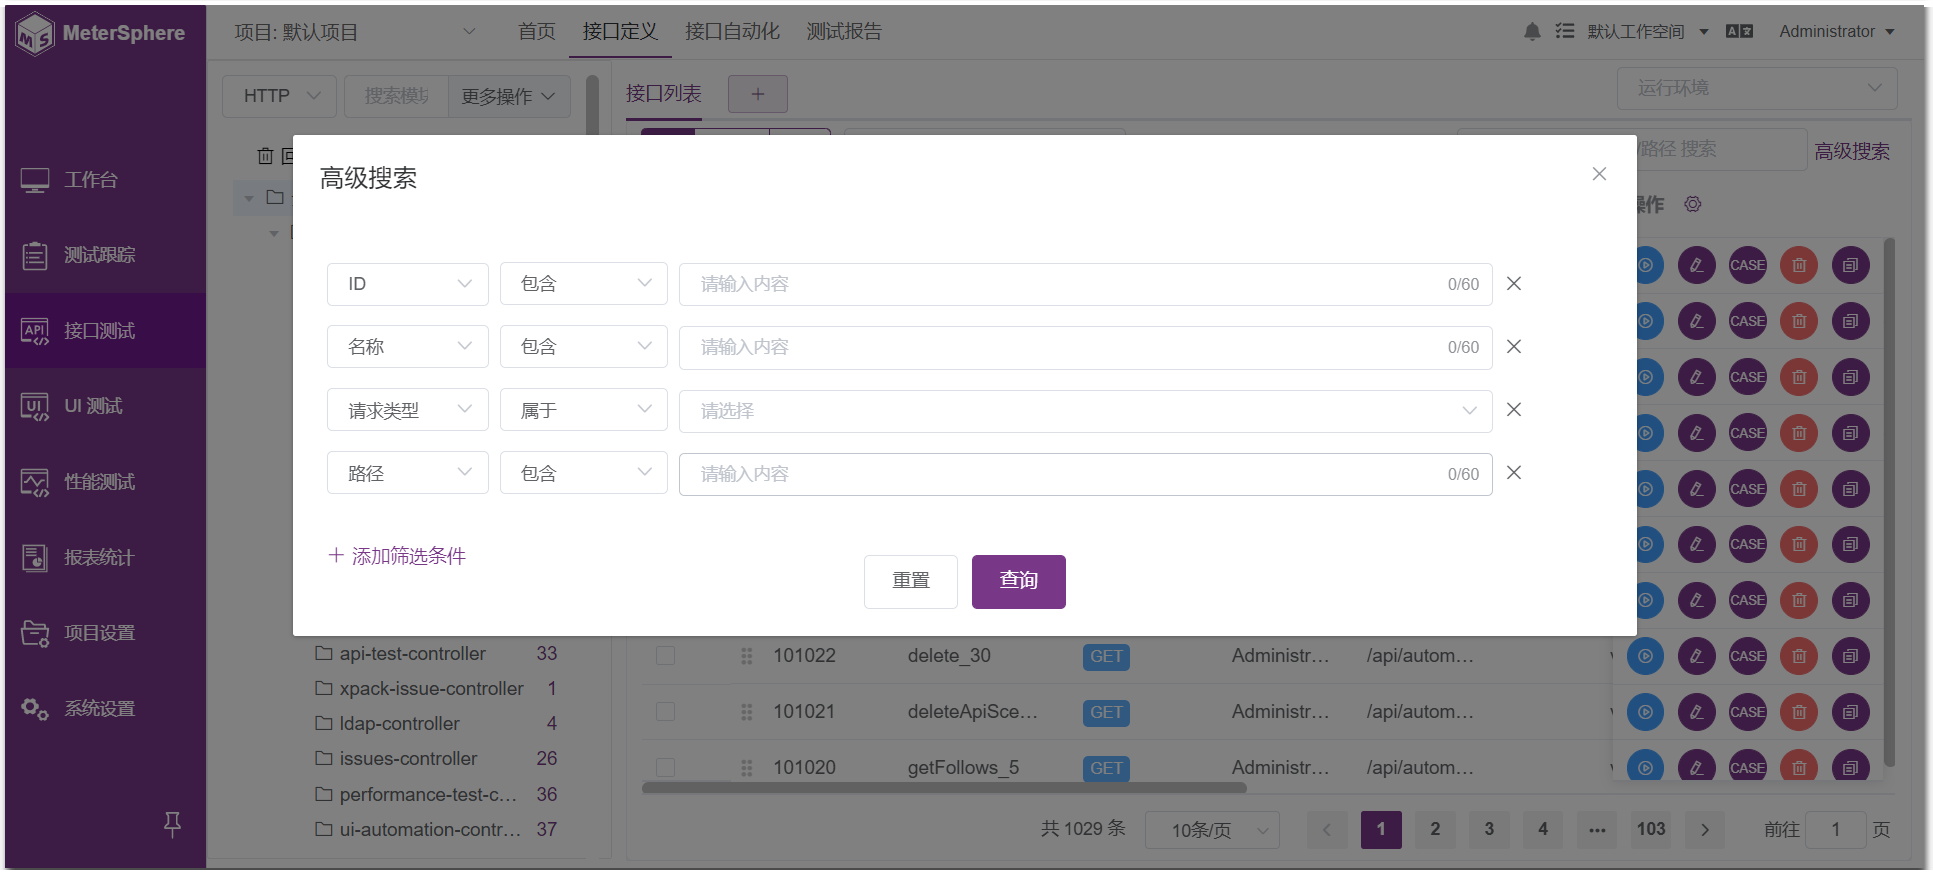 MeterSphere
项目: 默认项目
首页
接口定义
接口自动化
测试报告
默认工作空间
Administrator
工作台
测试跟踪
接口测试
UI 测试
性能测试
报表统计
项目设置
系统设置
HTTP
搜索模块
更多操作
接口列表
运行环境
/路径 搜索
高级搜索
操作
高级搜索
ID 包含 请输入内容 0/60
名称 包含 请输入内容 0/60
请求类型 属于 请选择
路径 包含 请输入内容 0/60
添加筛选条件
重置
查询
CASE
CASE
CASE
CASE
CASE
CASE
CASE
api-test-controller 33
xpack-issue-controller 1
ldap-controller 4
issues-controller 26
performance-test-c... 36
ui-automation-contr... 37
101022 delete_30 GET Administr... /api/autom... CASE
101021 deleteApiSce... GET Administr... /api/autom... CASE
101020 getFollows_5 GET Administr... /api/autom... CASE
共 1029 条 10条/页 1 2 3 4 ... 103 前往 1 页